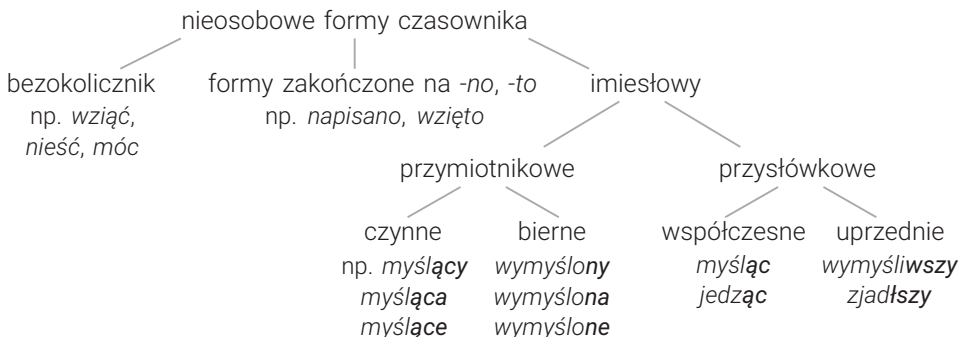 nieosobowe formy czasownika
bezokolicznik formy zakończone na -no, -to imiesłowy
np. wziąć, np. napisano, wzięto
nieść, móc
przymiotnikowe przysłówkowe
czynne bierne współczesne uprzednie
np. myślący wymyślony myśląc wymyśliwszy
myśląca wymyślona jedząc zjadłszy
myślące wymyślone